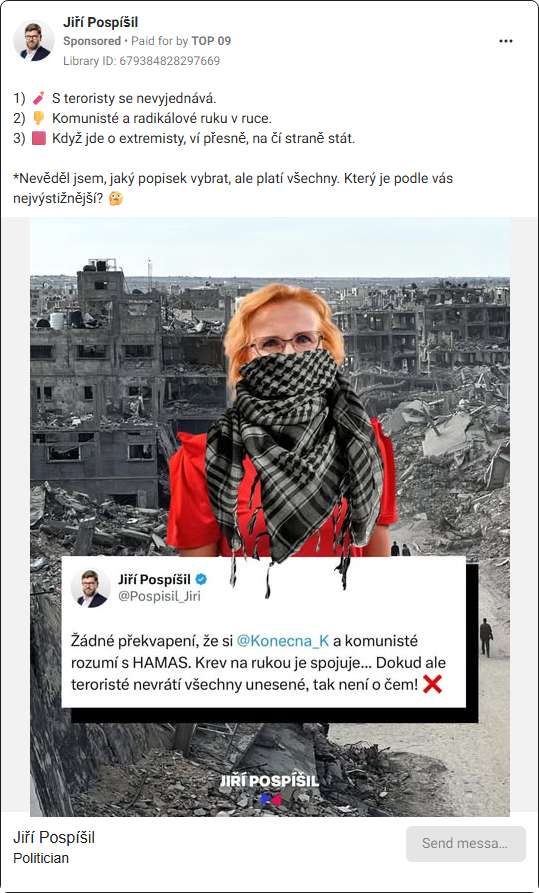 Jiří Pospíšil
Sponsored • Paid for by TOP 09
Library ID: 679384828297669
1) 🧨 S teroristy se nevyjednává.
2) 👎 Komunisté a radikálové ruku v ruce.
3) 🟥 Když jde o extremisty, ví přesně, na čí straně stát.
*Nevěděl jsem, jaký popisek vybrat, ale platí všechny. Který je podle vás
nejvýstižnější? 🤔
Jiří Pospíšil
@Pospisil_Jiri
Žádné překvapení, že si @Konecna_K a komunisté
rozumí s HAMAS. Krev na rukou je spojuje... Dokud ale
teroristé nevrátí všechny unesené, tak není o čem! ❌
JIŘÍ POSPÍŠIL
Jiří Pospíšil
Politician
Send messa...